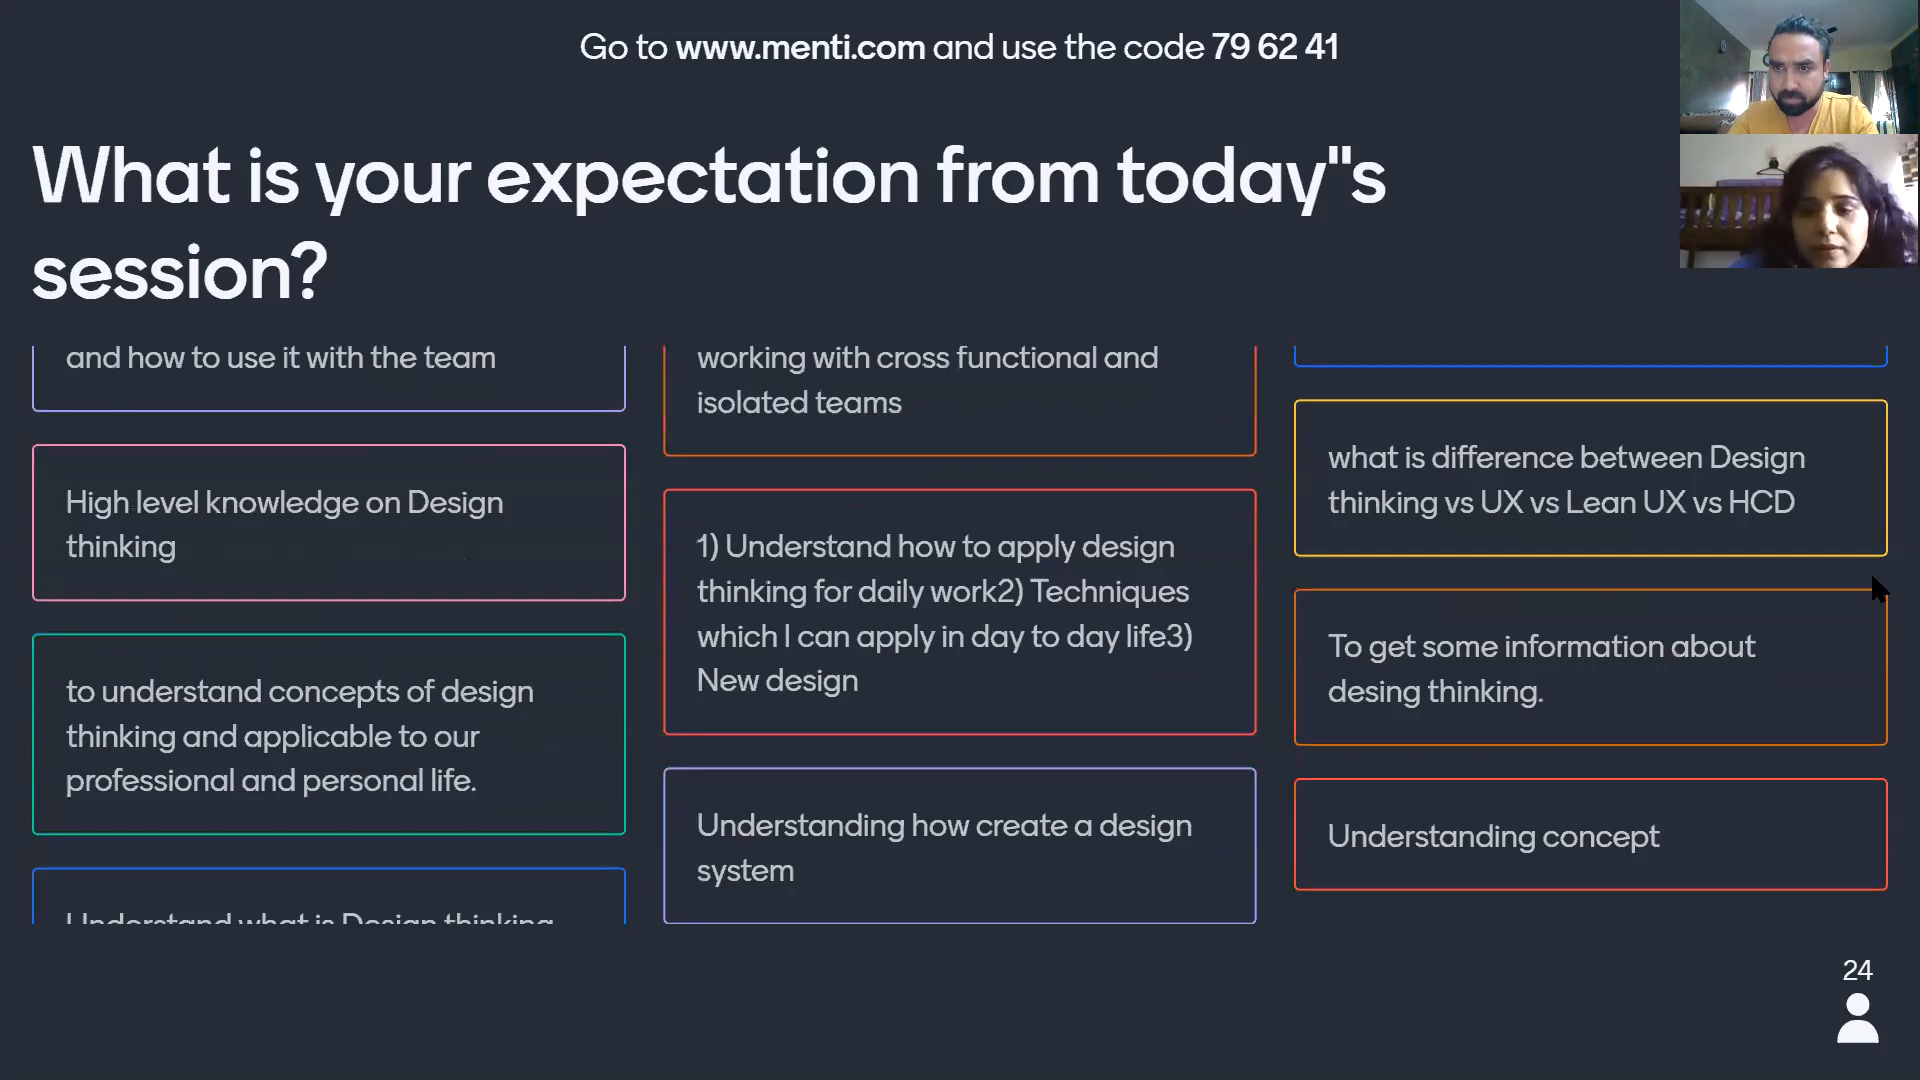 Go to www.menti.com and use the code 79 62 41
What is your expectation from today"s
session?
and how to use it with the team
High level knowledge on Design
thinking
to understand concepts of design
thinking and applicable to our
professional and personal life.
Understand what is Design thinking
working with cross functional and
isolated teams
1) Understand how to apply design
thinking for daily work2) Techniques
which I can apply in day to day life3)
New design
Understanding how create a design
system
what is difference between Design
thinking vs UX vs Lean UX vs HCD
To get some information about
desing thinking.
Understanding concept
24